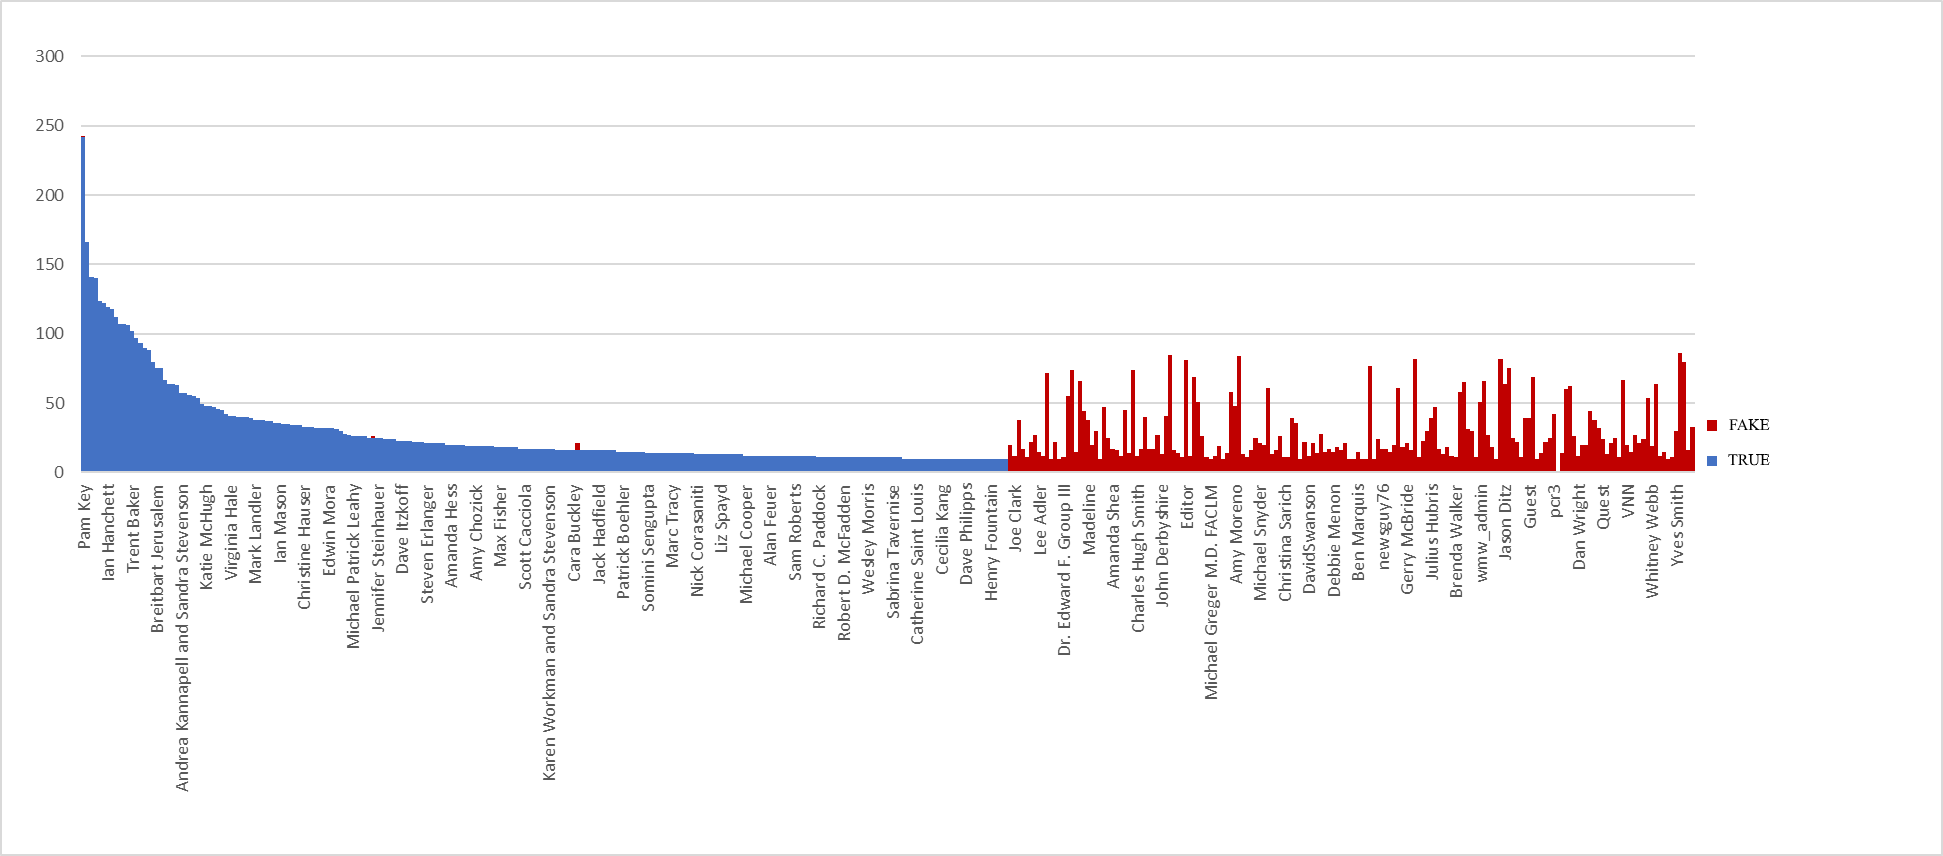 300
250
200
150
100
50
0
FAKE
TRUE
Pam Key
Ian Hanchett
Trent Baker
Breitbart Jerusalem
Andrea Kannapell and Sandra Stevenson
Katie McHugh
Virginia Hale
Mark Landler
Ian Mason
Christine Hauser
Edwin Mora
Michael Patrick Leahy
Jennifer Steinhauer
Dave Itzkoff
Steven Erlanger
Amanda Hess
Amy Chozick
Max Fisher
Scott Cacciola
Karen Workman and Sandra Stevenson
Cara Buckley
Jack Hadfield
Patrick Boehler
Somini Sengupta
Marc Tracy
Nick Corasaniti
Liz Spayd
Michael Cooper
Alan Feuer
Sam Roberts
Richard C. Paddock
Robert D. McFadden
Wesley Morris
Sabrina Tavernise
Catherine Saint Louis
Cecilia Kang
Dave Philipps
Henry Fountain
Joe Clark
Lee Adler
Dr. Edward F. Group III
Madeline
Amanda Shea
Charles Hugh Smith
John Derbyshire
Editor
Michael Greger M.D. FACLM
Amy Moreno
Michael Snyder
Christina Sarich
DavidSwanson
Debbie Menon
Ben Marquis
newsguy76
Gerry McBride
Julius Hubris
Brenda Walker
wmw_admin
Jason Ditz
Guest
pcr3
Dan Wright
Quest
VNN
Whitney Webb
Yves Smith